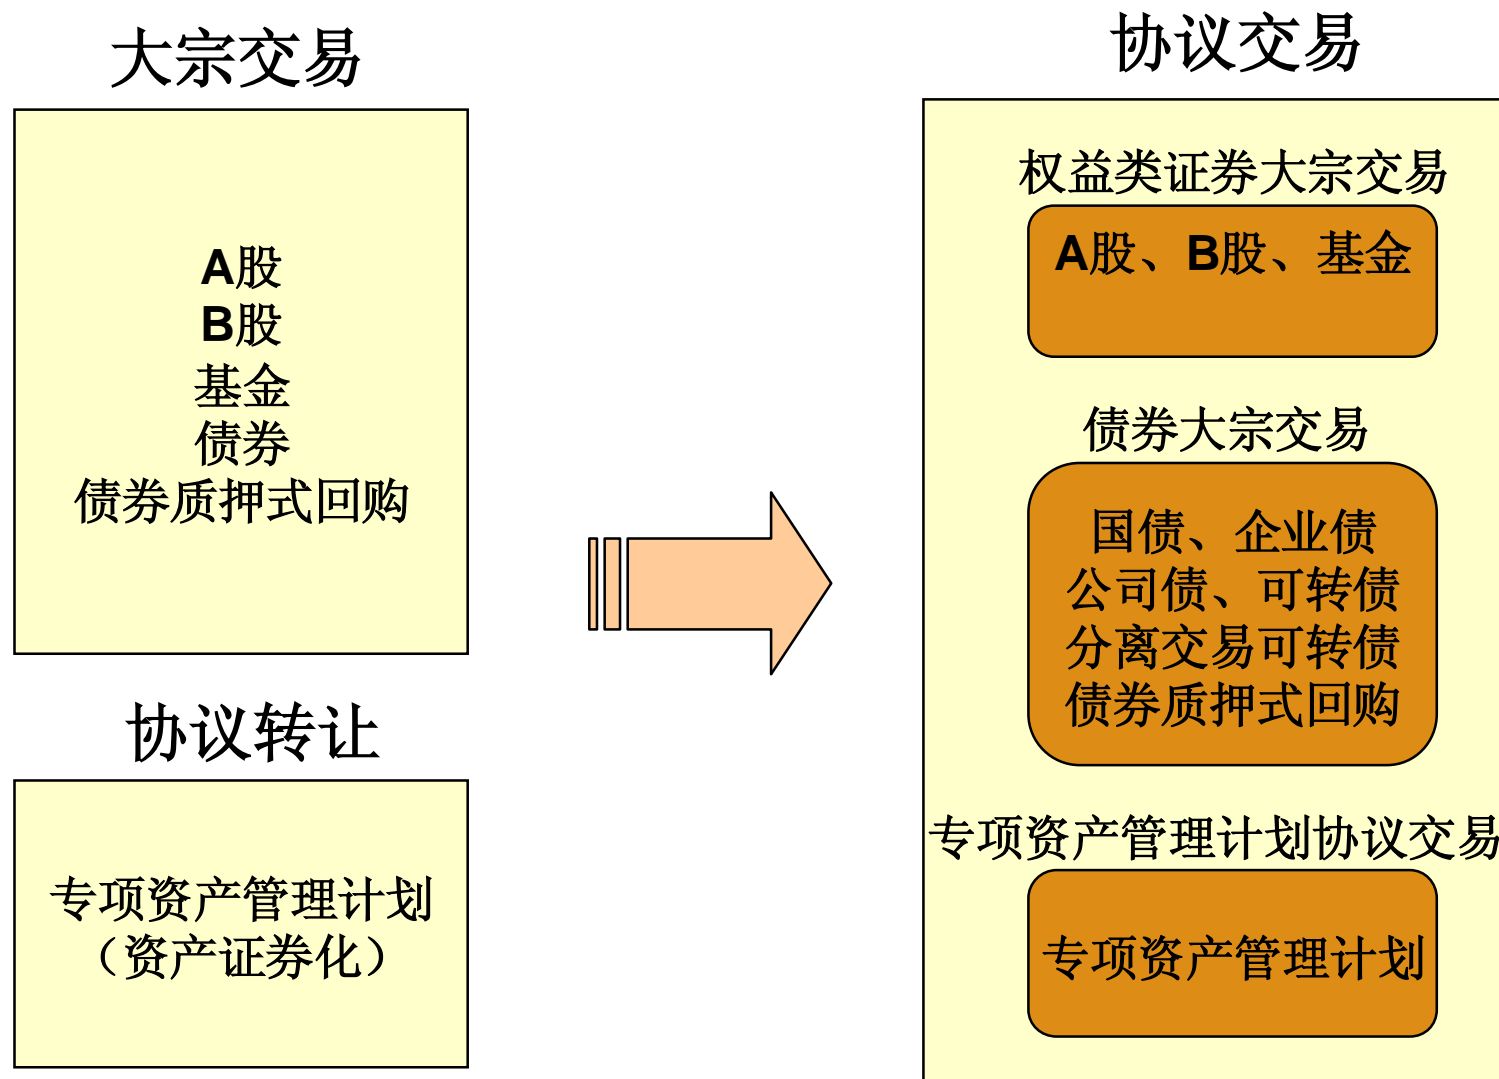 大宗交易
A股
B股
基金
债券
债券质押式回购
协议转让
专项资产管理计划
（资产证券化）
协议交易
权益类证券大宗交易
A股、B股、基金
债券大宗交易
国债、企业债
公司债、可转债
分离交易可转债
债券质押式回购
专项资产管理计划协议交易
专项资产管理计划